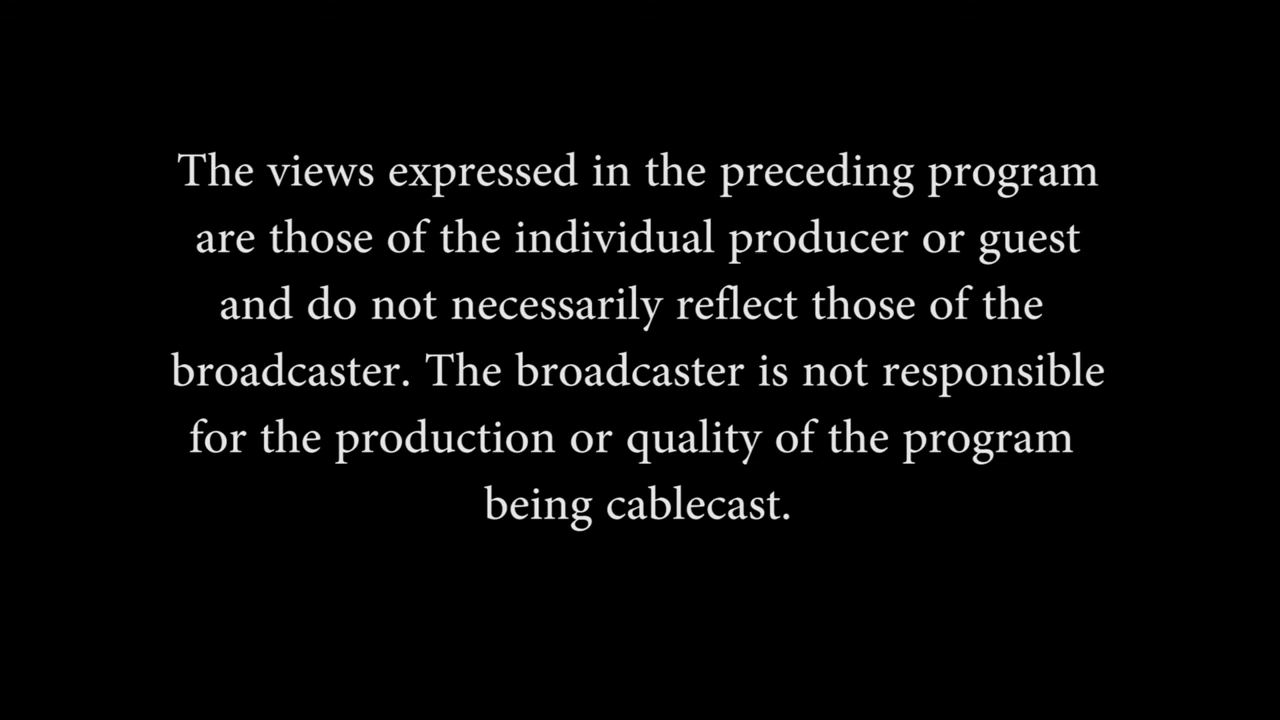 The views expressed in the preceding program
are those of the individual producer or guest
and do not necessarily reflect those of the
broadcaster. The broadcaster is not responsible
for the production or quality of the program
being cablecast.